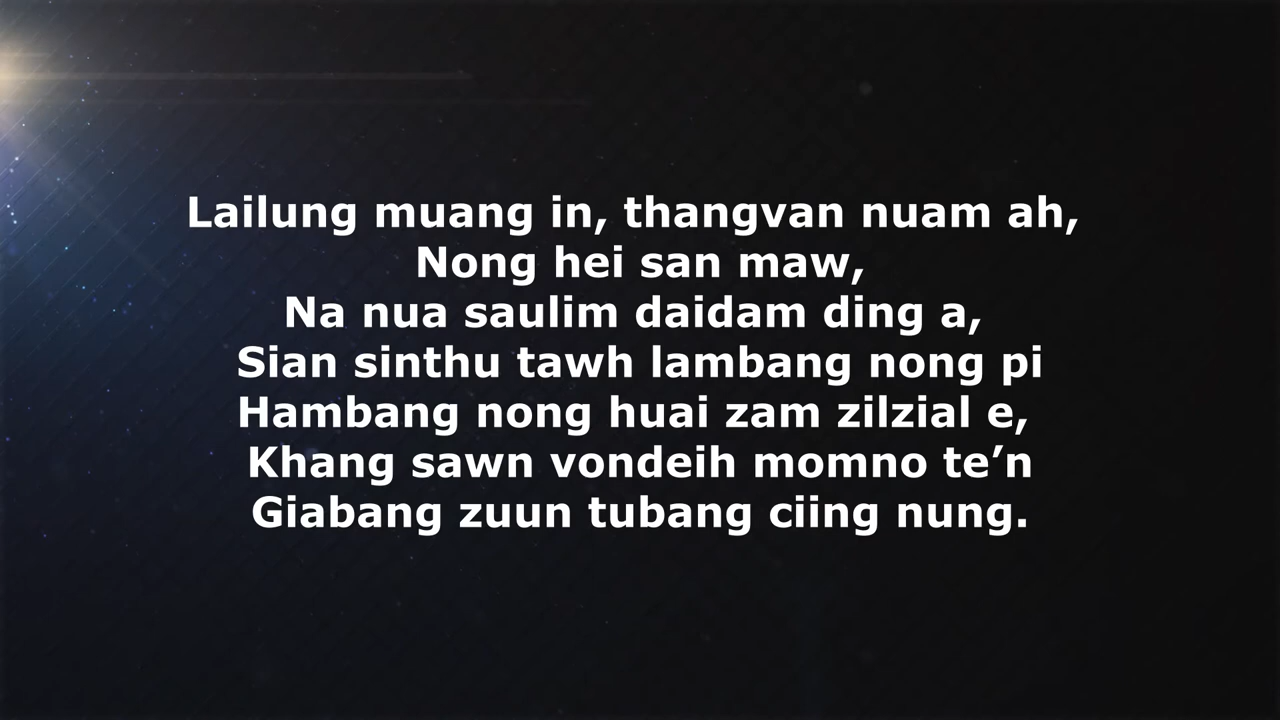 Lailung muang in, thangvan nuam ah,
Nong hei san maw,
Na nua saulim daidam ding a,
Sian sinthu tawh lambang nong pi
Hambang nong huai zam zilzial e,
Khang sawn vondeih momno te’n
Giabang zuun tubang ciing nung.